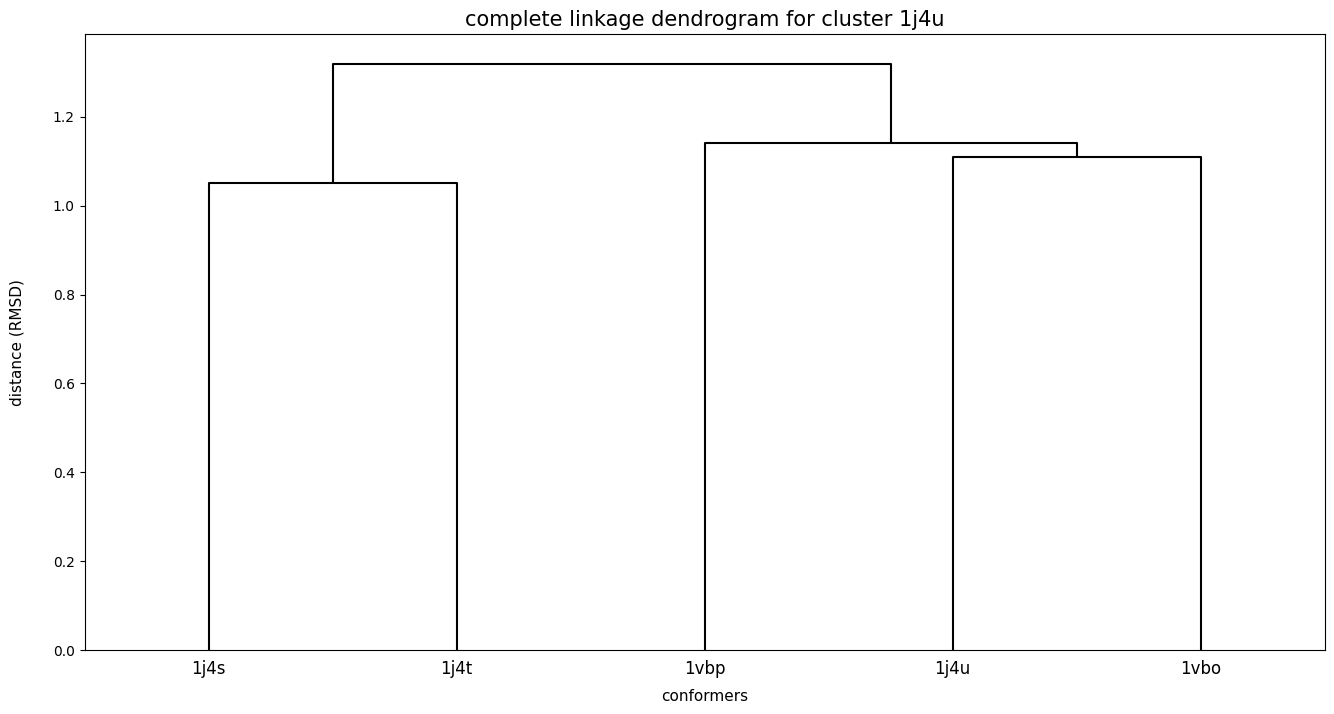 complete linkage dendrogram for cluster 1j4u
distance (RMSD)
1.2
1.0
0.8
0.6
0.4
0.2
0.0
1j4s 1j4t 1vbp 1j4u 1vbo
conformers